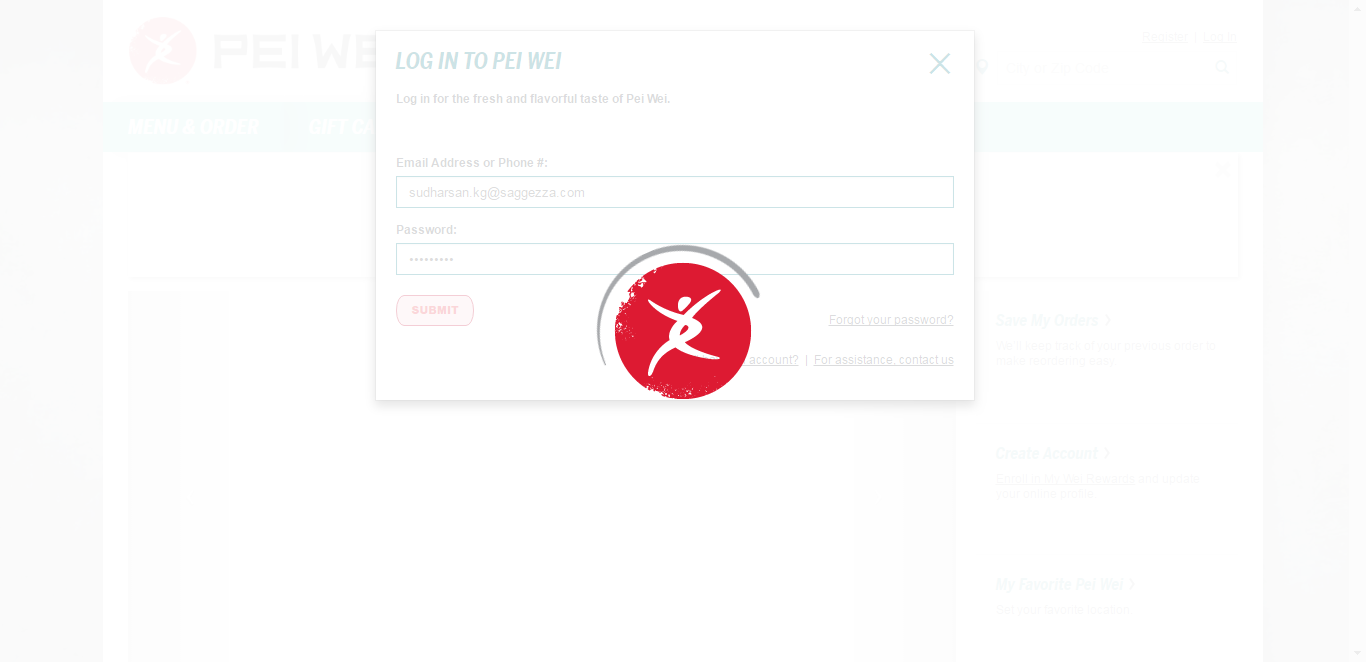 PEI WE
Register | Log In
LOG IN TO PEI WEI
Log in for the fresh and flavorful taste of Pei Wei.
MENU & ORDER
GIFT CA
Email Address or Phone #:
sudharsan.kg@saggezza.com
Password:
•••••••••
SUBMIT
Forgot your password?
account? | For assistance, contact us
Save My Orders >
We'll keep track of your previous order to
make reordering easy.
Create Account >
Enroll in My Wei Rewards and update
your online profile.
My Favorite Pei Wei >
Set your favorite location